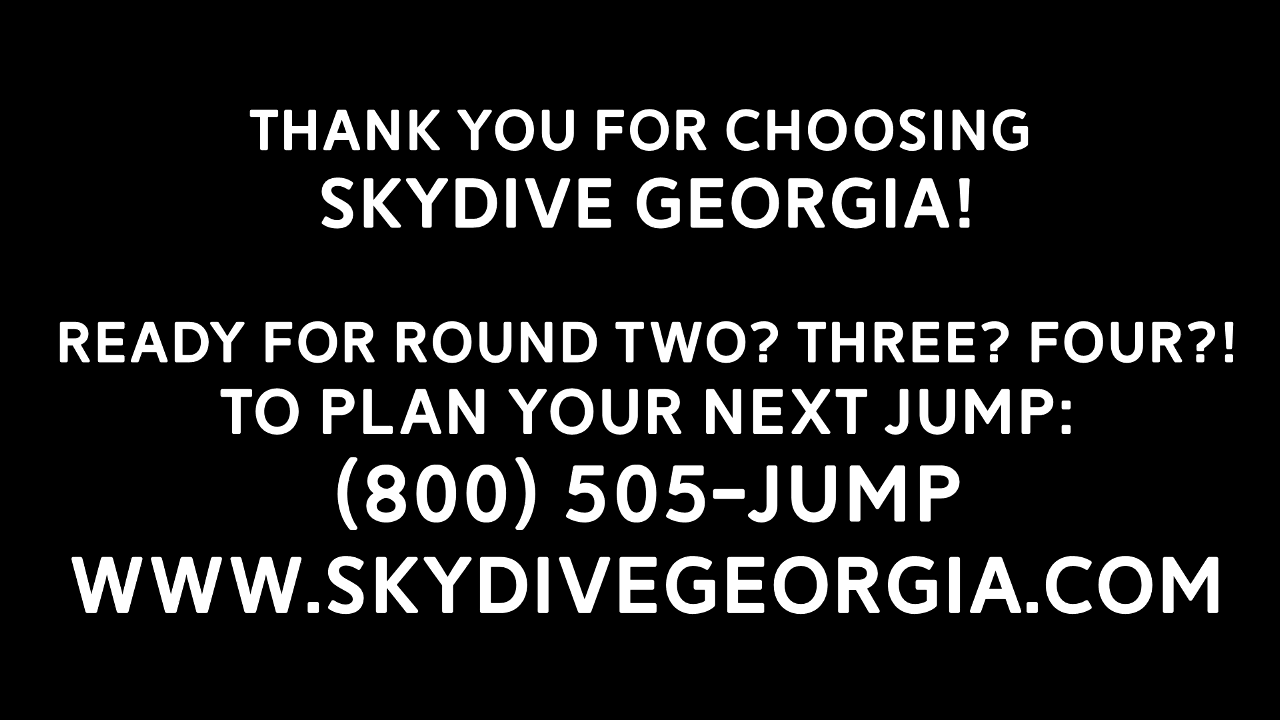 THANK YOU FOR CHOOSING
SKYDIVE GEORGIA!
READY FOR ROUND TWO? THREE? FOUR?!
TO PLAN YOUR NEXT JUMP:
(800) 505-JUMP
WWW.SKYDIVEGEORGIA.COM